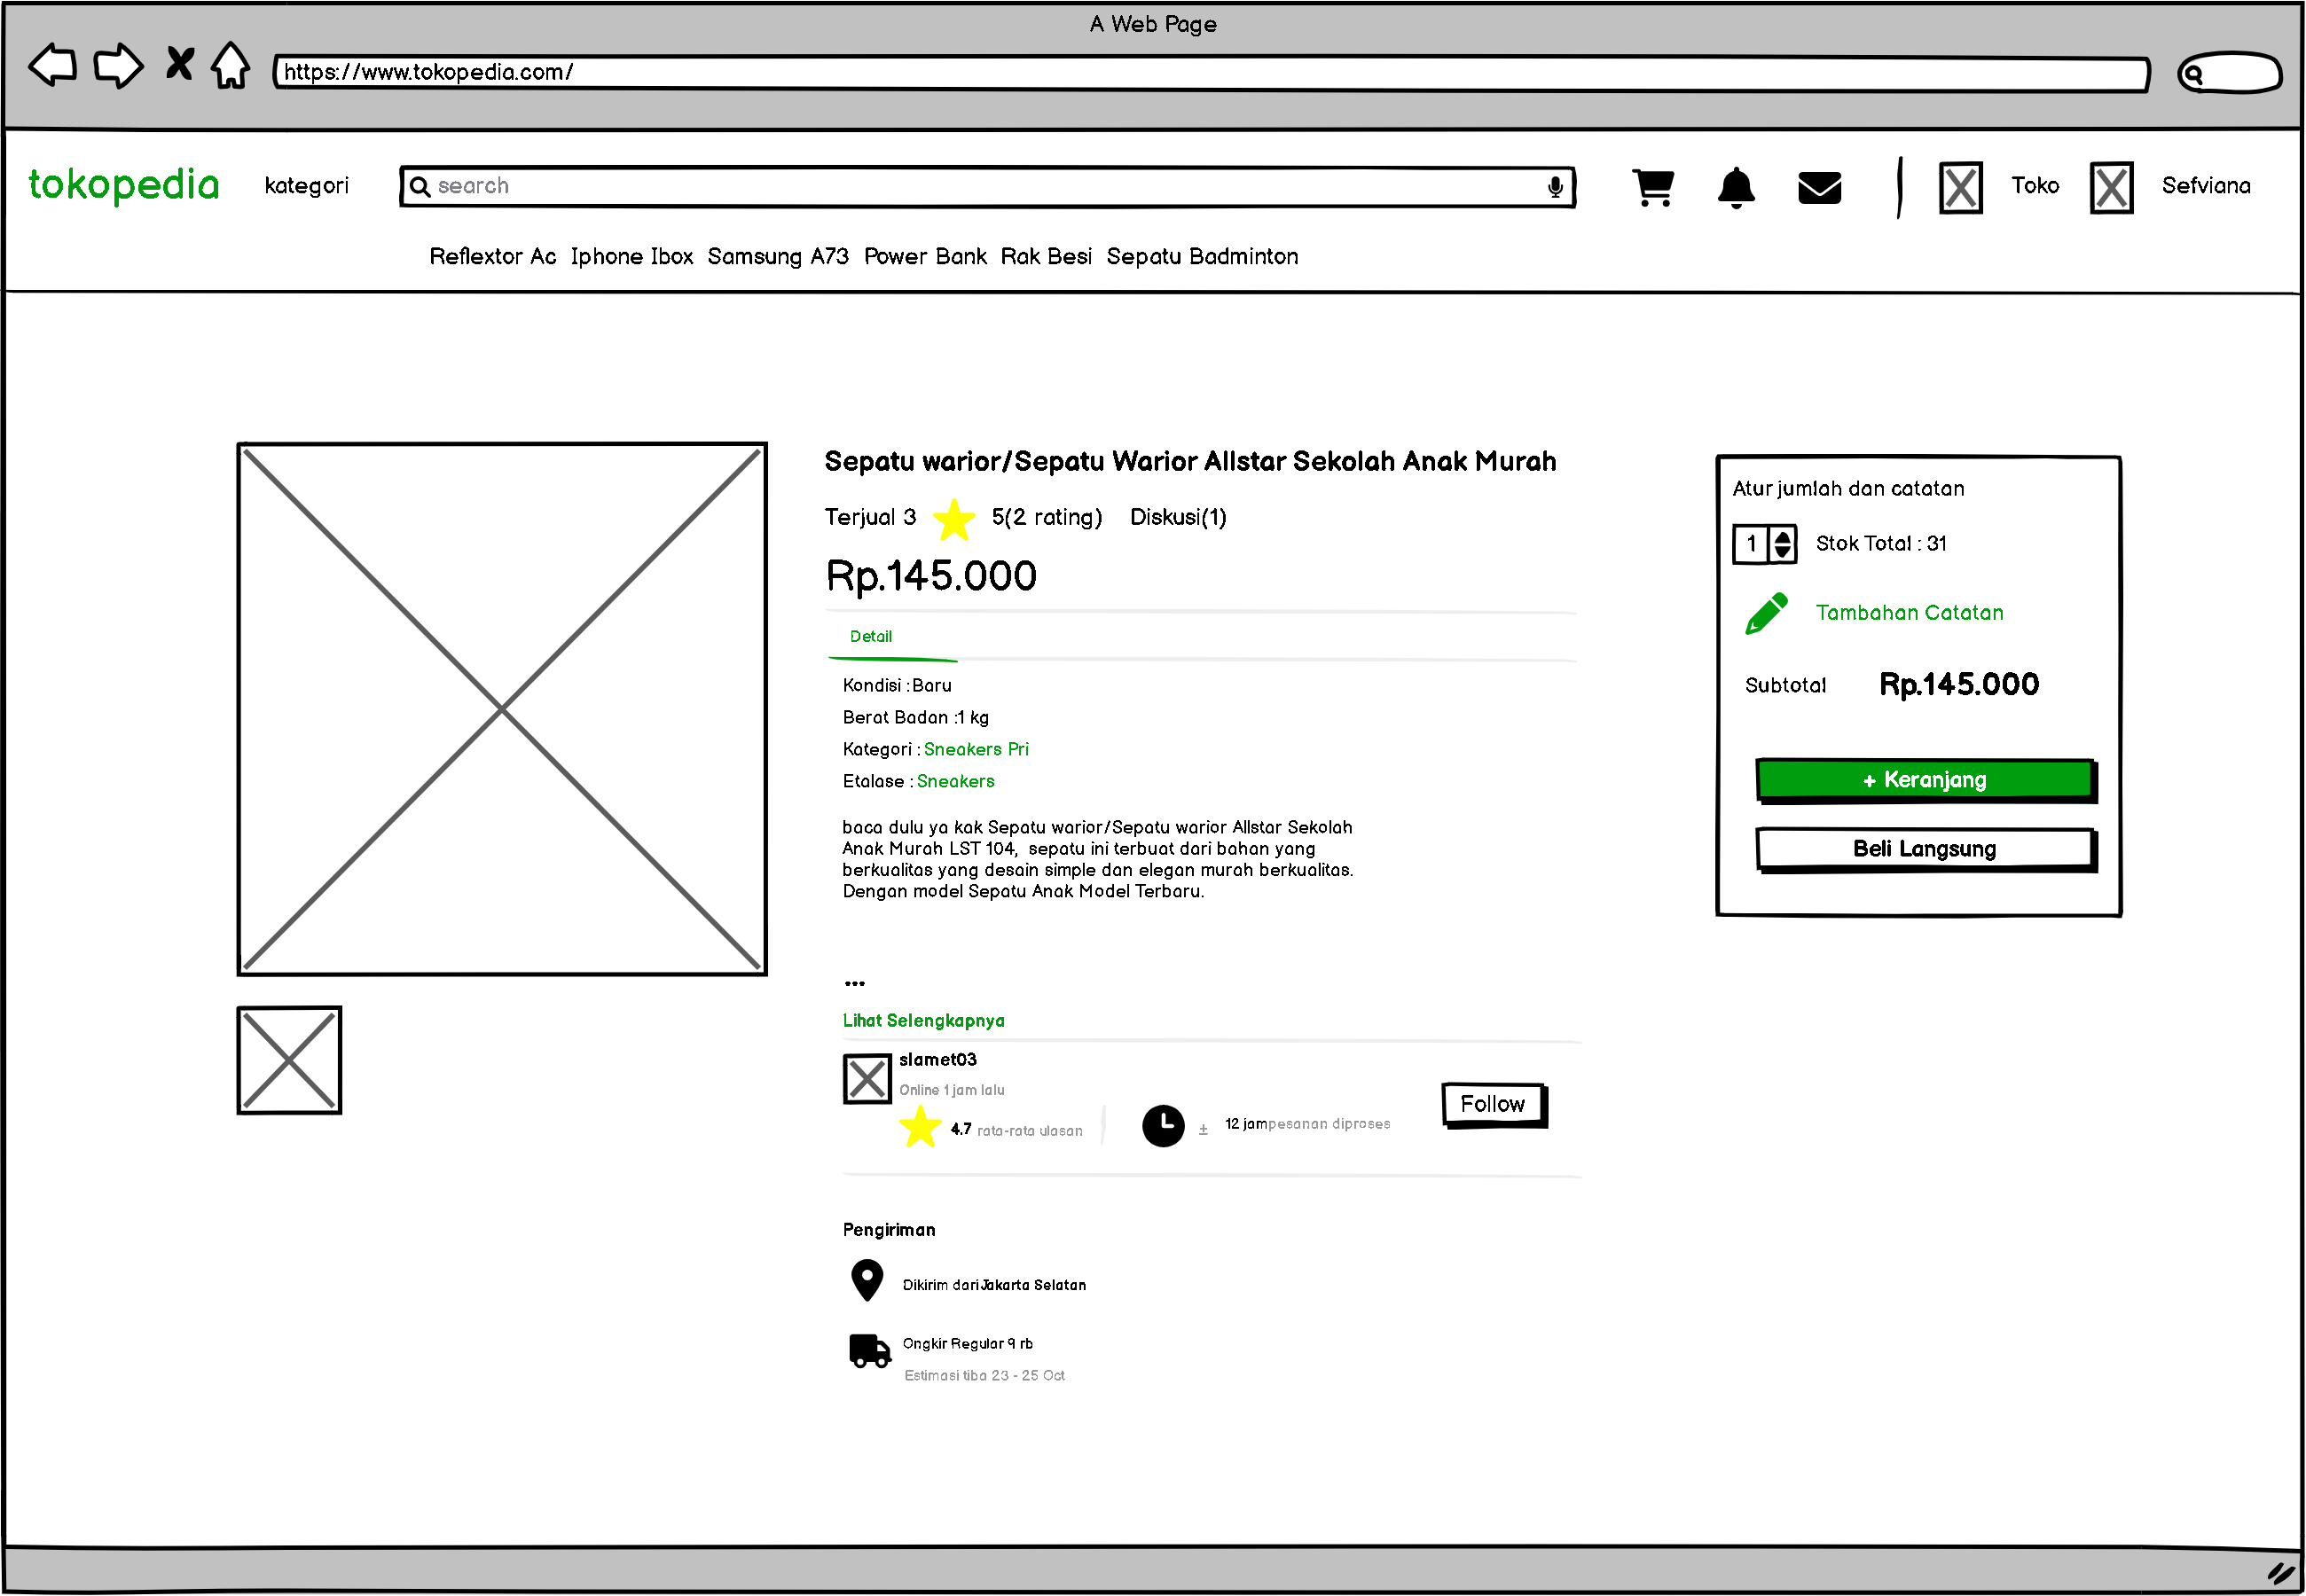 A Web Page
https://www.tokopedia.com/
tokopedia kategori search Toko Sefviana
Reflextor Ac Iphone Ibox Samsung A73 Power Bank Rak Besi Sepatu Badminton
Sepatu warior/Sepatu Warior Allstar Sekolah Anak Murah
Terjual 3 5(2 rating) Diskusi(1)
Rp.145.000
Detail
Kondisi : Baru
Berat Badan :1 kg
Kategori : Sneakers Pri
Etalase : Sneakers
baca dulu ya kak Sepatu warior/Sepatu warior Allstar Sekolah
Anak Murah LST 104, sepatu ini terbuat dari bahan yang
berkualitas yang desain simple dan elegan murah berkualitas.
Dengan model Sepatu Anak Model Terbaru.
...
Lihat Selengkapnya
slamet03
Online 1 jam lalu
4.7 rata-rata ulasan ± 12 jam pesanan diproses
Follow
Pengiriman
Dikirim dari Jakarta Selatan
Ongkir Regular 9 rb
Estimasi tiba 23 - 25 Oct
Atur jumlah dan catatan
1 Stok Total : 31
Tambahan Catatan
Subtotal Rp.145.000
+ Keranjang
Beli Langsung